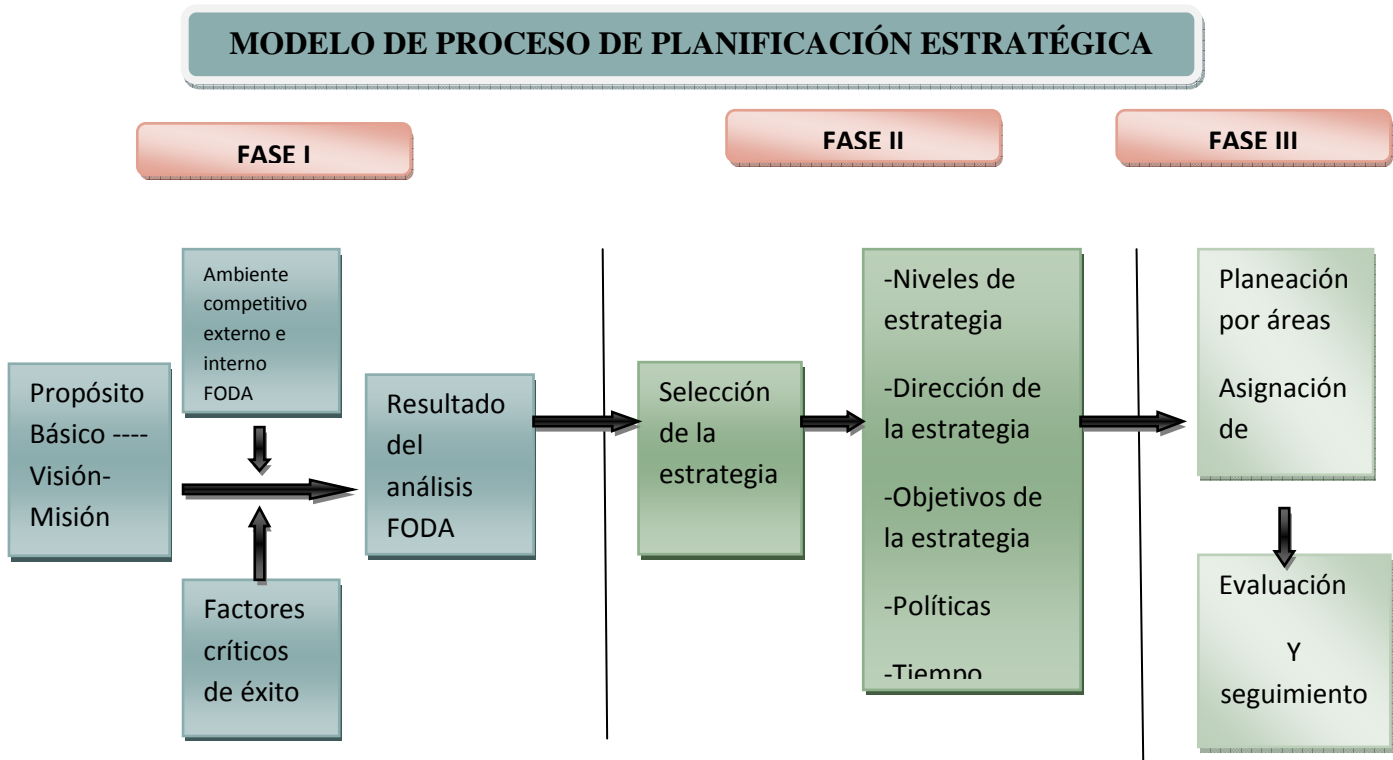 MODELO DE PROCESO DE PLANIFICACIÓN ESTRATÉGICA
FASE I
FASE II
FASE III
Propósito
Básico ----
Visión-
Misión
Ambiente
competitivo
externo e
interno
FODA
Factores
críticos
de éxito
Resultado
del
análisis
FODA
Selección
de la
estrategia
-Niveles de
estrategia
-Dirección de
la estrategia
-Objetivos de
la estrategia
-Políticas
-Tiempo
Planeación
por áreas
Asignación
de
Evaluación
Y
seguimiento